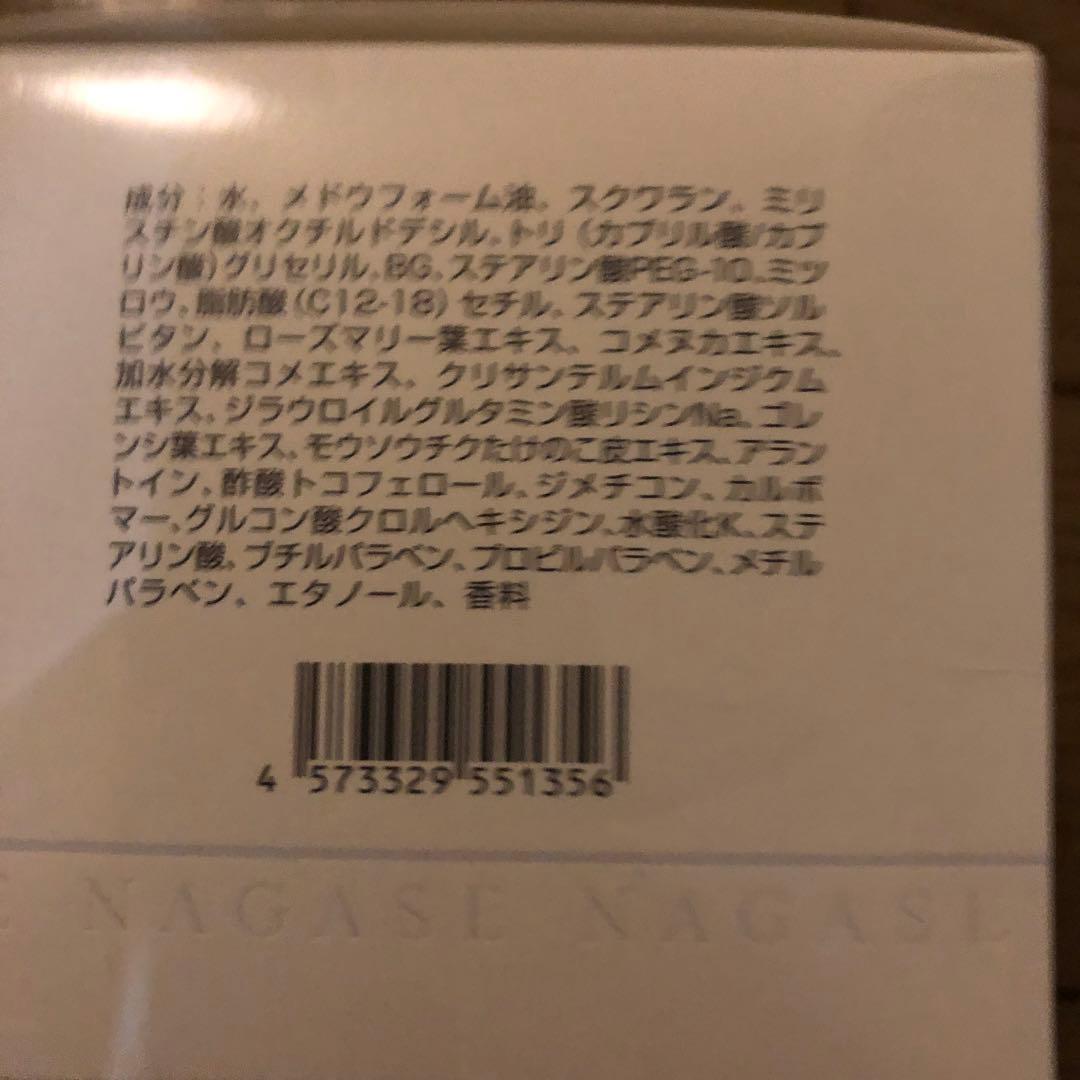 成分：水、メドウフォーム油、スクワラン、ミリ
スチン酸オクチルドデシル、トリ（カプリル酸/カプ
リン酸）グリセリル、BG、ステアリン酸PEG-10、ミツ
ロウ、脂肪酸（C12-18）セチル、ステアリン酸ソル
ビタン、ローズマリー葉エキス、コメヌカエキス、
加水分解コメエキス、クリサンテルムインジクム
エキス、ジラウロイルグルタミン酸リシンNa、ゴレ
ンシ葉エキス、モウソウチクたけのこ皮エキス、アラン
トイン、酢酸トコフェロール、ジメチコン、カルボ
マー、グルコン酸クロルヘキシジン、水酸化K、ステ
アリン酸、ブチルパラベン、プロピルパラベン、メチル
パラベン、エタノール、香料
4 573329 551356
E NAGASE NAGASE